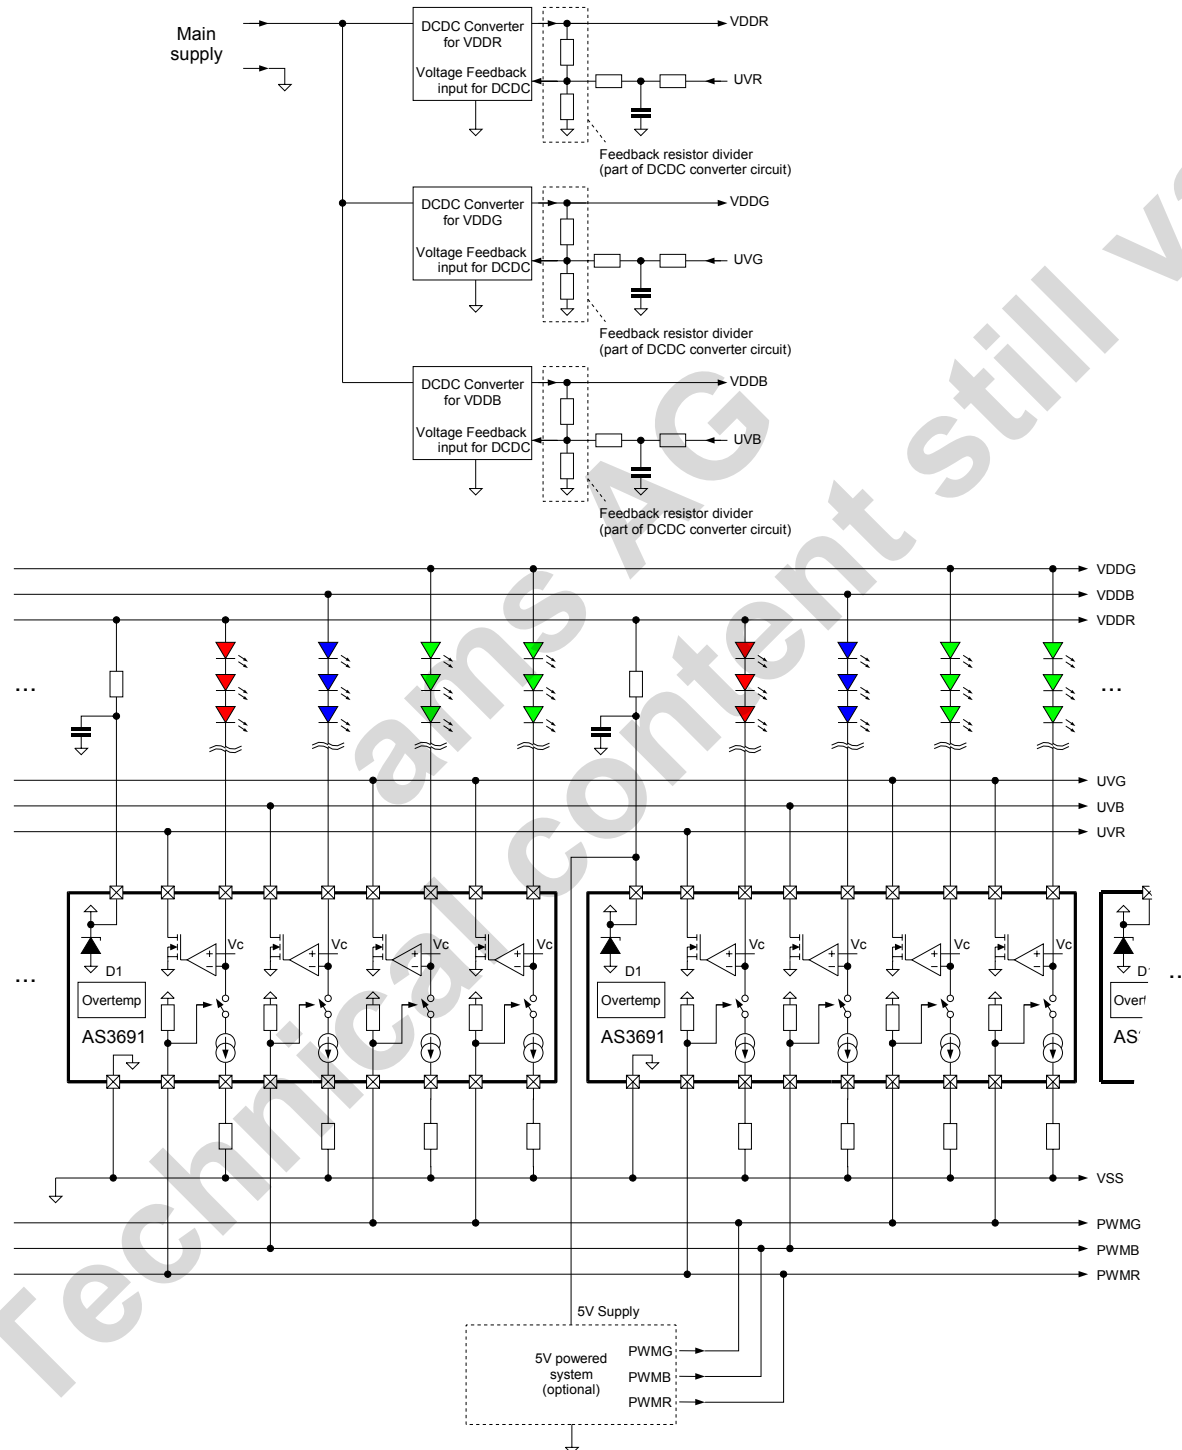 Main
supply
DCDC Converter
for VDDR
Voltage Feedback
input for DCDC
VDDR
UVR
Feedback resistor divider
(part of DCDC converter circuit)
DCDC Converter
for VDDG
Voltage Feedback
input for DCDC
VDDG
UVG
Feedback resistor divider
(part of DCDC converter circuit)
DCDC Converter
for VDDB
Voltage Feedback
input for DCDC
VDDB
UVB
Feedback resistor divider
(part of DCDC converter circuit)
VDDG
VDDB
VDDR
... ...
UVG
UVB
UVR
Vc Vc Vc Vc Vc Vc Vc Vc
D1 D1
... ..
Overtemp Overtemp
AS3691 AS3691 AS
VSS
PWMG
PWMB
PWMR
5V Supply
5V powered
system
(optional)
PWMG
PWMB
PWMR
ams AG
Technical content still